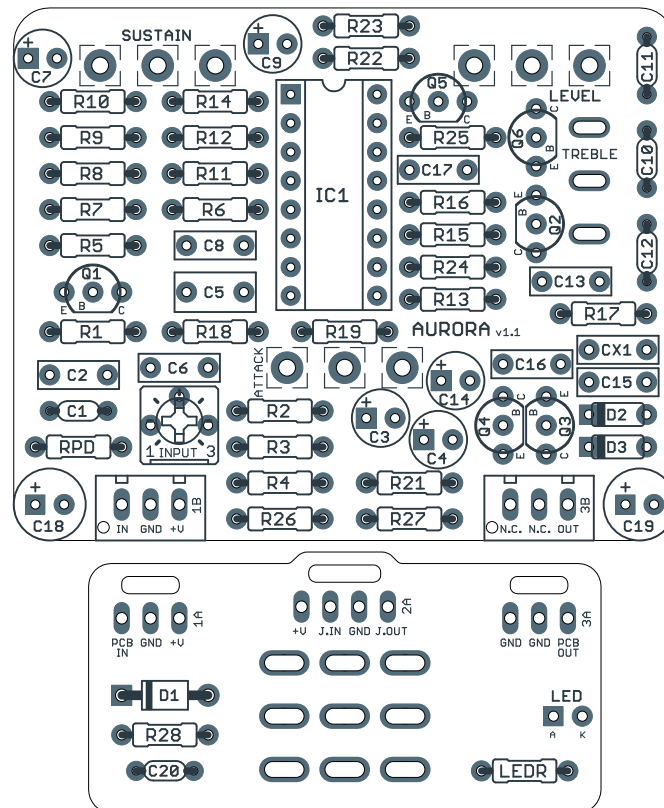 R23
SUSTAIN
+
C7
+
C9
R22
C11
Q5
LEVEL
R10
R14
E
B
C
C
Q6
B
E
R9
R12
R25
TREBLE
C10
R8
R11
C17
IC1
R7
R6
R16
E
B
Q2
C
R5
C8
R15
C12
Q1
E
B
C
C5
R24
C13
R13
R17
R1
R18
R19
AURORA v1.1
CX1
ATTACK
C2
C6
C16
C15
+
C14
C1
R2
+
C3
C
B
E
Q4
E
B
C
Q3
D2
RPD
1 INPUT 3
R3
+
C4
D3
+
C18
R4
R21
+
C19
IN GND +V
1B
R26
R27
N.C. N.C. OUT
3B
1A
2A
3A
PCB IN
GND
+V
+V J.IN GND J.OUT
GND GND PCB OUT
D1
LED
A K
R28
C20
LEDR